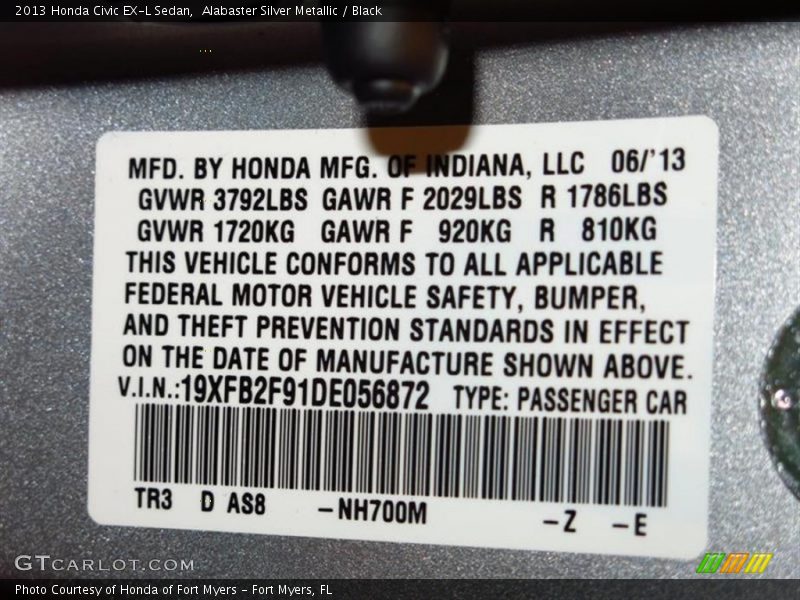 2013 Honda Civic EX-L Sedan, Alabaster Silver Metallic / Black
MFD. BY HONDA MFG. OF INDIANA, LLC 06/'13
GVWR 3792LBS GAWR F 2029LBS R 1786LBS
GVWR 1720KG GAWR F 920KG R 810KG
THIS VEHICLE CONFORMS TO ALL APPLICABLE
FEDERAL MOTOR VEHICLE SAFETY, BUMPER,
AND THEFT PREVENTION STANDARDS IN EFFECT
ON THE DATE OF MANUFACTURE SHOWN ABOVE.
V.I.N.:19XFB2F91DE056872 TYPE: PASSENGER CAR
TR3 D AS8 -NH700M -Z -E
GTCARLOT.COM
Photo Courtesy of Honda of Fort Myers - Fort Myers, FL